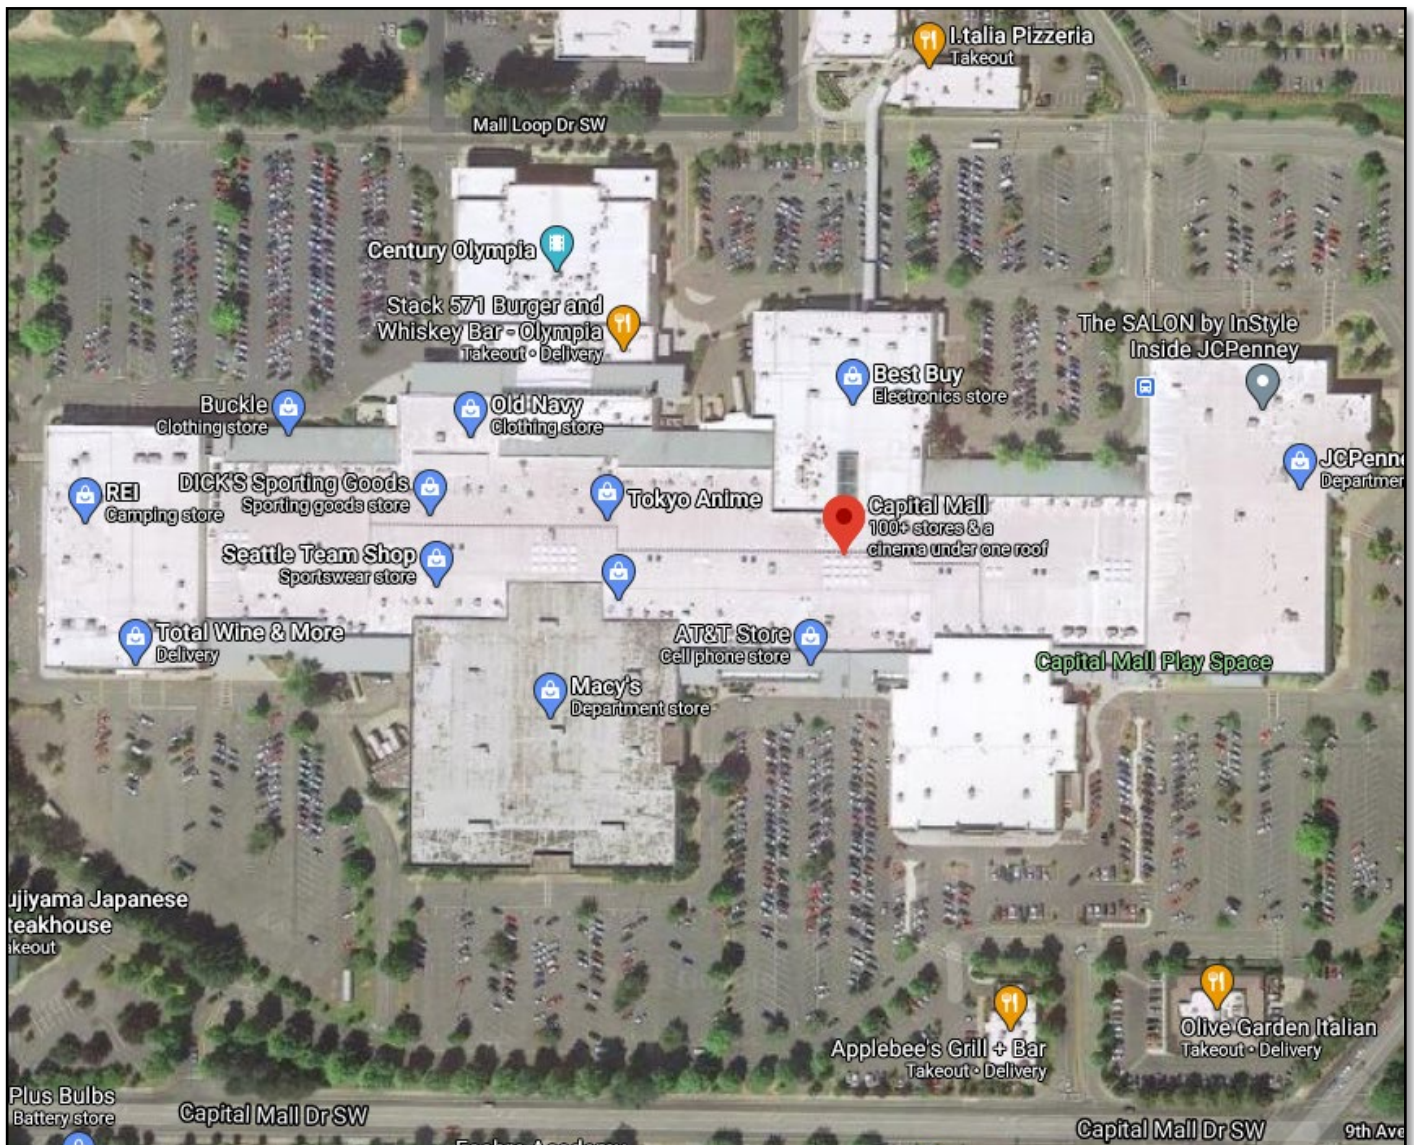 I.talia Pizzeria
Takeout
Mall Loop Dr SW
Century Olympia
Stack 571 Burger and
Whiskey Bar - Olympia
Takeout • Delivery
The SALON by InStyle
Inside JCPenney
Best Buy
Electronics store
Buckle
Clothing store
Old Navy
Clothing store
JCPenne
Departmer
REI
Camping store
DICK'S Sporting Goods
Sporting goods store
Tokyo Anime
Capital Mall
100+ stores & a
cinema under one roof
Seattle Team Shop
Sportswear store
Total Wine & More
Delivery
AT&T Store
Cell phone store
Capital Mall Play Space
Macy's
Department store
ujiyama Japanese
teakhouse
akeout
Applebee's Grill + Bar
Takeout • Delivery
Olive Garden Italian
Takeout • Delivery
Plus Bulbs
Battery store
Capital Mall Dr SW
Capital Mall Dr SW
9th Ave